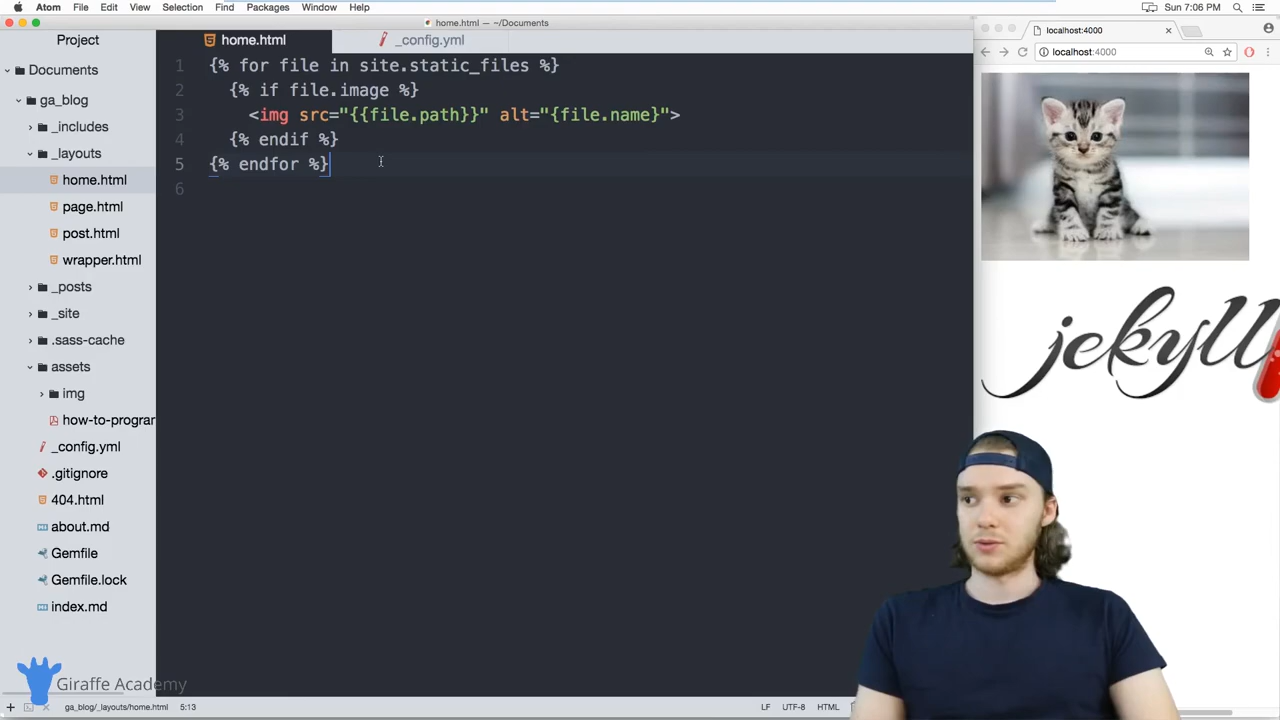 Atom File Edit View Selection Find Packages Window Help
Sun 7:06 PM
home.html — ~/Documents
Project
Documents
ga_blog
_includes
_layouts
home.html
page.html
post.html
wrapper.html
_posts
_site
.sass-cache
assets
img
how-to-prograr
_config.yml
.gitignore
404.html
about.md
Gemfile
Gemfile.lock
index.md
Giraffe Academy
home.html
_config.yml
1 {% for file in site.static_files %}
2 {% if file.image %}
3 <img src="{{file.path}}" alt="{file.name}">
4 {% endif %}
5 {% endfor %}
6
ga_blog/_layouts/home.html 5:13
LF UTF-8 HTML
localhost:4000
localhost:4000
jekyll